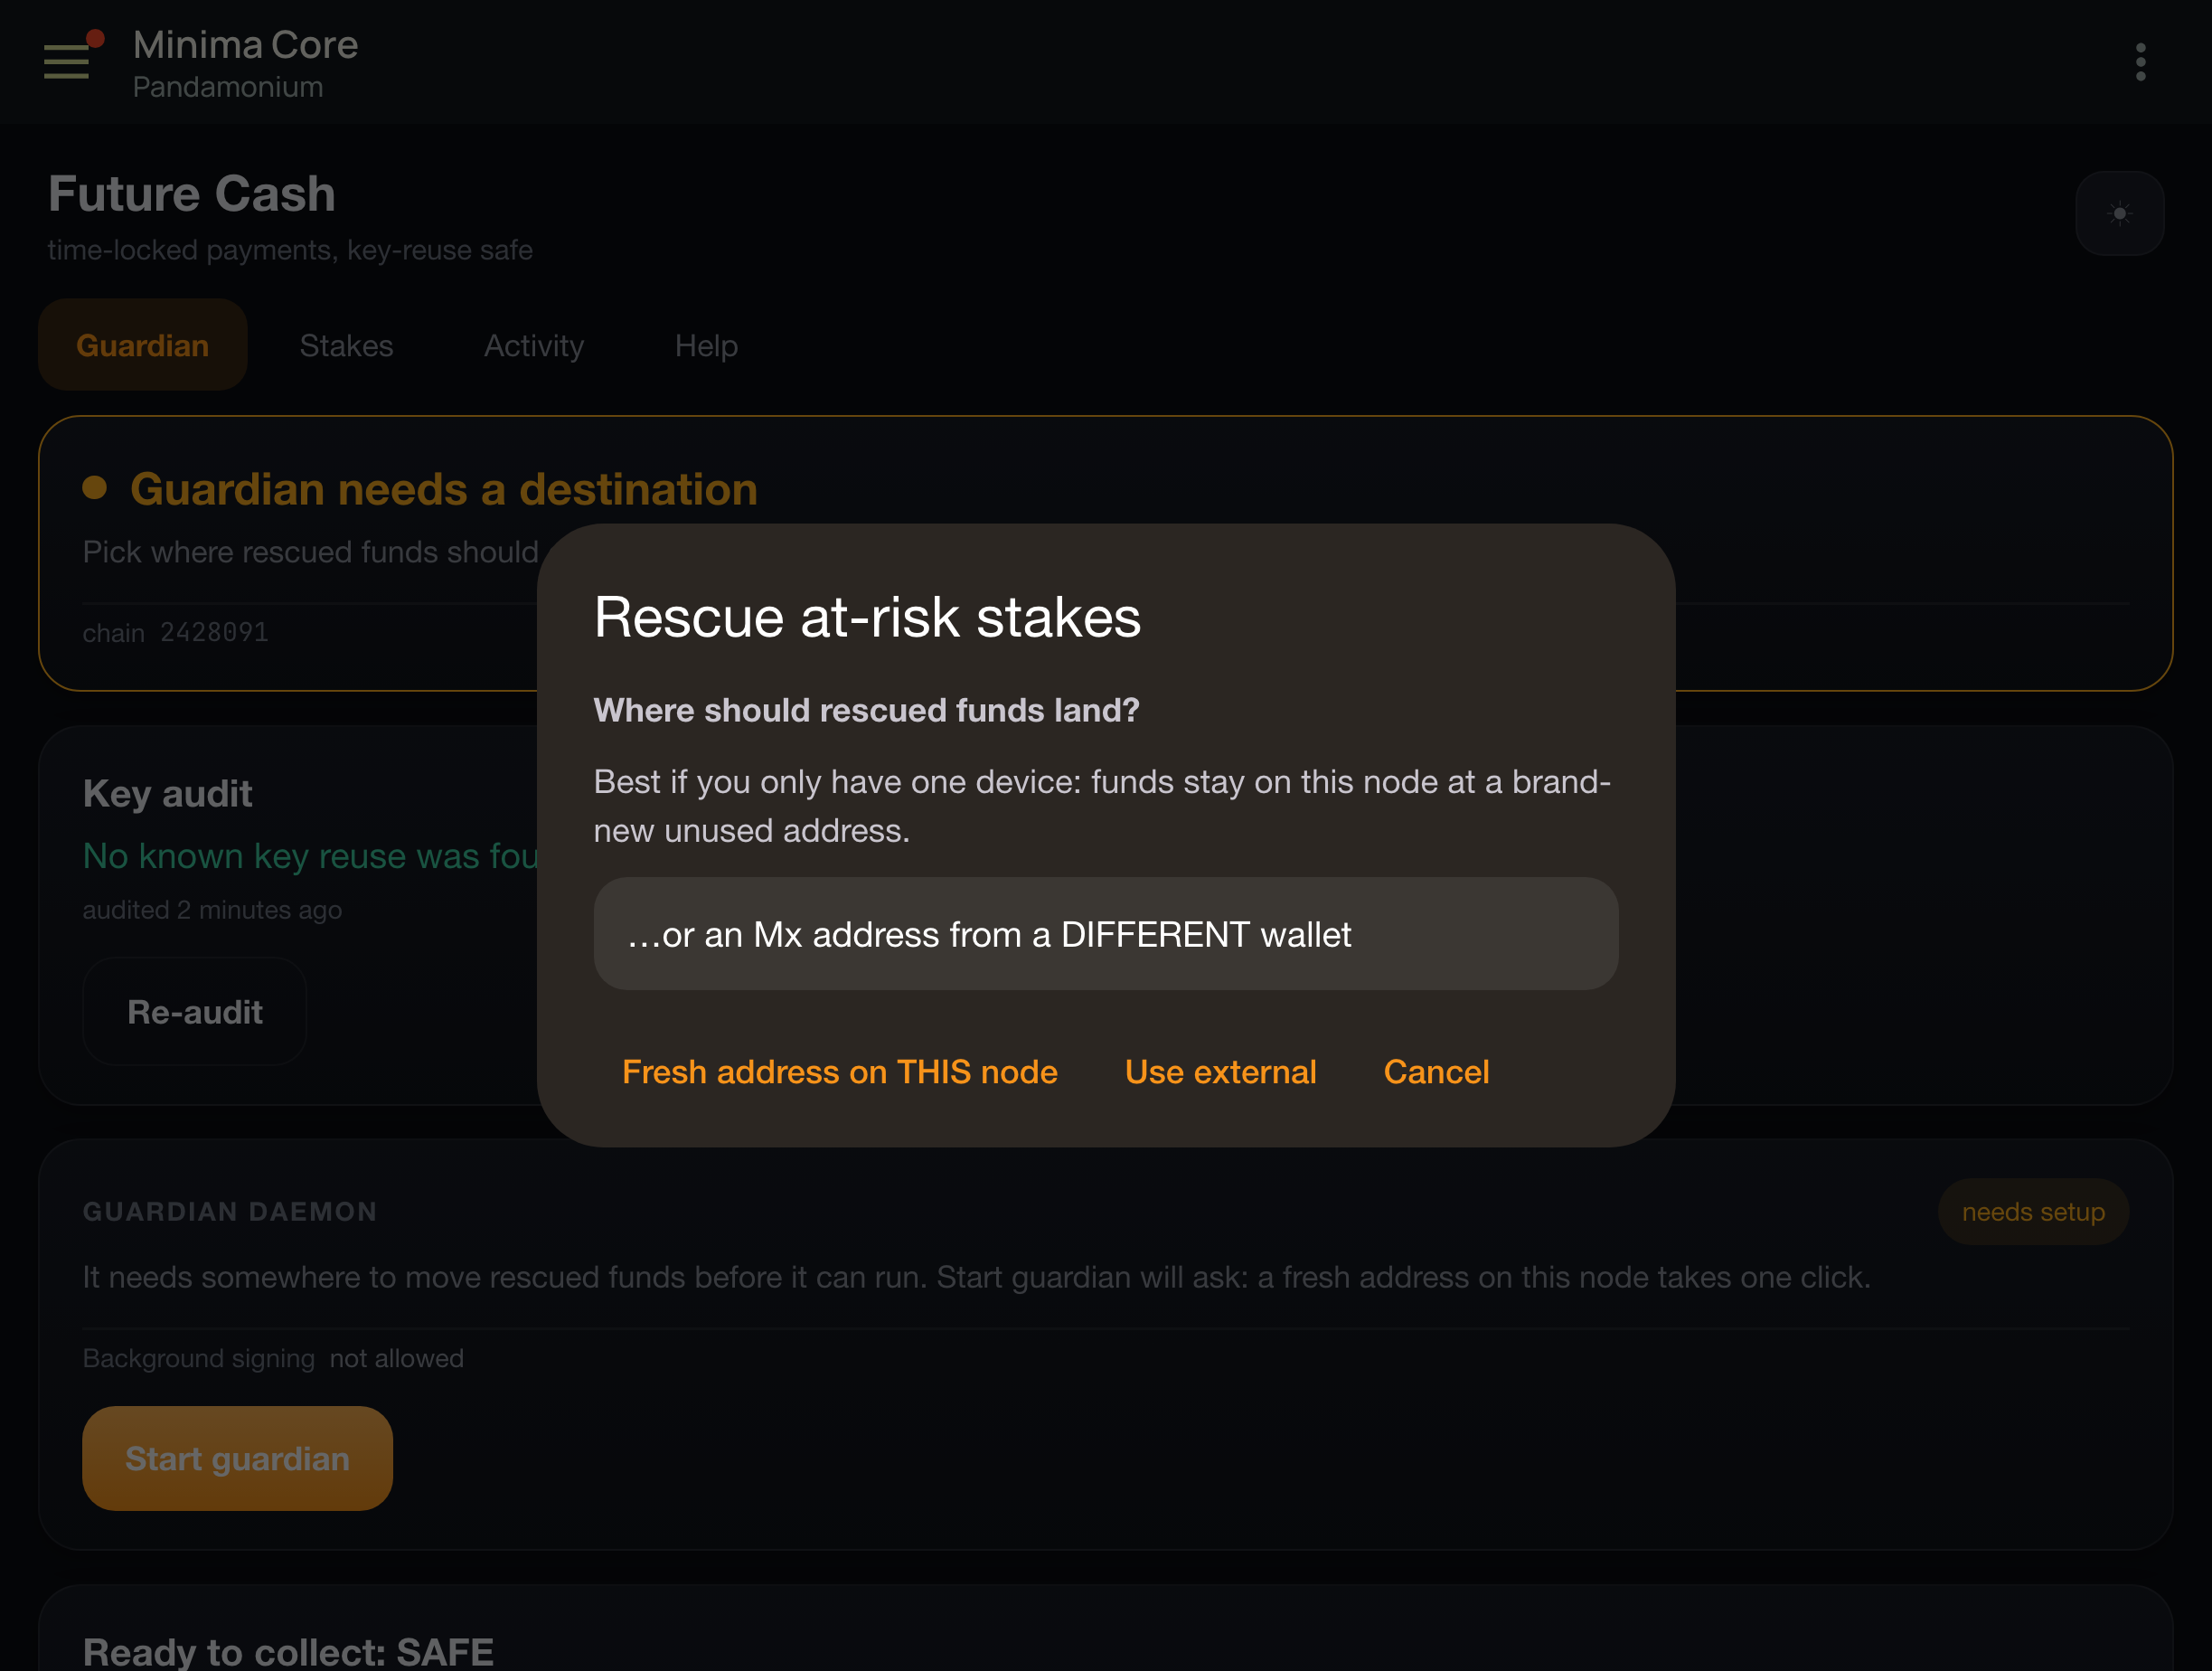 Minima Core
Pandamonium
Future Cash
time-locked payments, key-reuse safe
Guardian
Stakes
Activity
Help
Guardian needs a destination
Pick where rescued funds should
chain 2428091
Rescue at-risk stakes
Where should rescued funds land?
Best if you only have one device: funds stay on this node at a brand-
new unused address.
…or an Mx address from a DIFFERENT wallet
Fresh address on THIS node
Use external
Cancel
Key audit
No known key reuse was fou
audited 2 minutes ago
Re-audit
GUARDIAN DAEMON
needs setup
It needs somewhere to move rescued funds before it can run. Start guardian will ask: a fresh address on this node takes one click.
Background signing not allowed
Start guardian
Ready to collect: SAFE